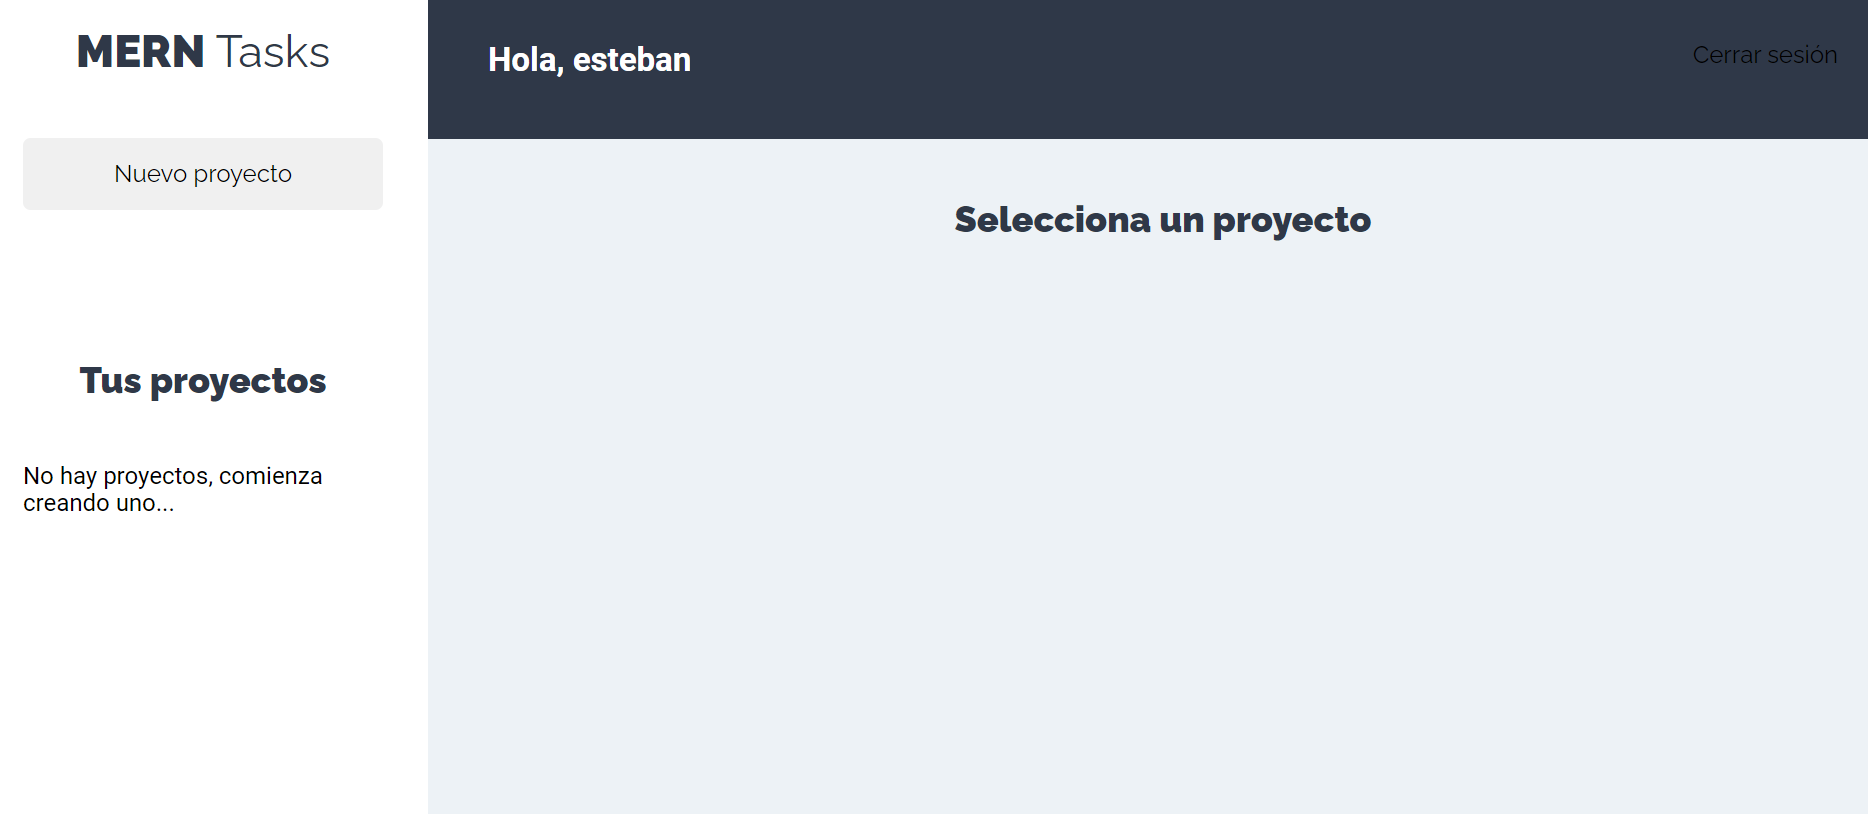 MERN Tasks
Nuevo proyecto
Tus proyectos
No hay proyectos, comienza
creando uno...
Hola, esteban
Cerrar sesión
Selecciona un proyecto